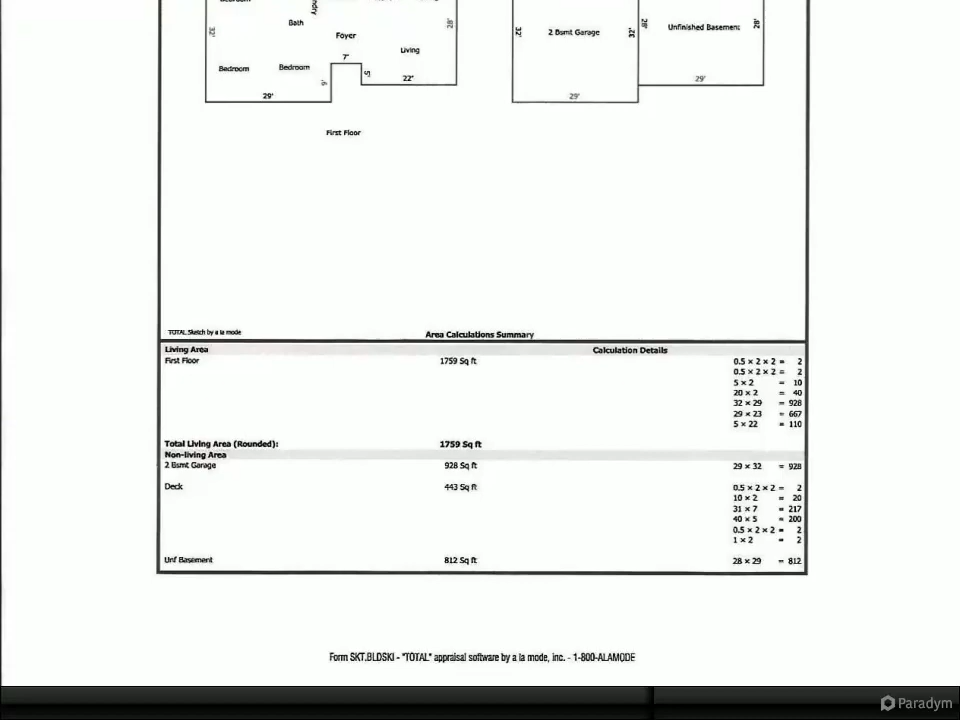 Bath
Foyer
Living
Bedroom
Bedroom
32'
28'
7'
5'
6'
22'
29'
First Floor
2 Bsmt Garage
Unfinished Basement
32'
32'
28'
28'
29'
29'
TOTAL Sketch by a la mode
Area Calculations Summary
Living Area Calculation Details
First Floor 1759 Sq ft 0.5 x 2 x 2 = 2
0.5 x 2 x 2 = 2
5 x 2 = 10
20 x 2 = 40
32 x 29 = 928
29 x 23 = 667
5 x 22 = 110
Total Living Area (Rounded): 1759 Sq ft
Non-living Area
2 Bsmt Garage 928 Sq ft 29 x 32 = 928
Deck 443 Sq ft 0.5 x 2 x 2 = 2
10 x 2 = 20
31 x 7 = 217
40 x 5 = 200
0.5 x 2 x 2 = 2
1 x 2 = 2
Unf Basement 812 Sq ft 28 x 29 = 812
Form SKT.BLDSKI - "TOTAL" appraisal software by a la mode, inc. - 1-800-ALAMODE
Paradym